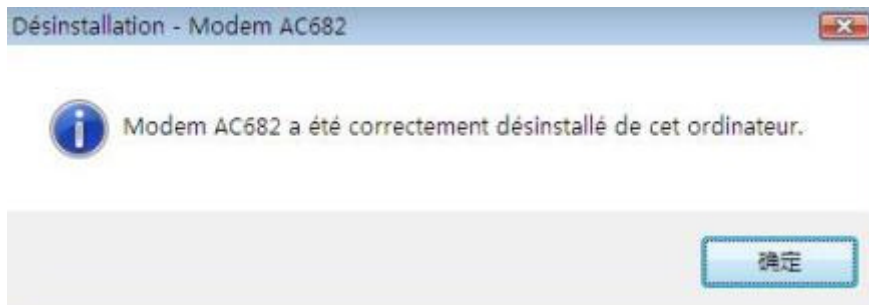 Désinstallation - Modem AC682
Modem AC682 a été correctement désinstallé de cet ordinateur.
确定